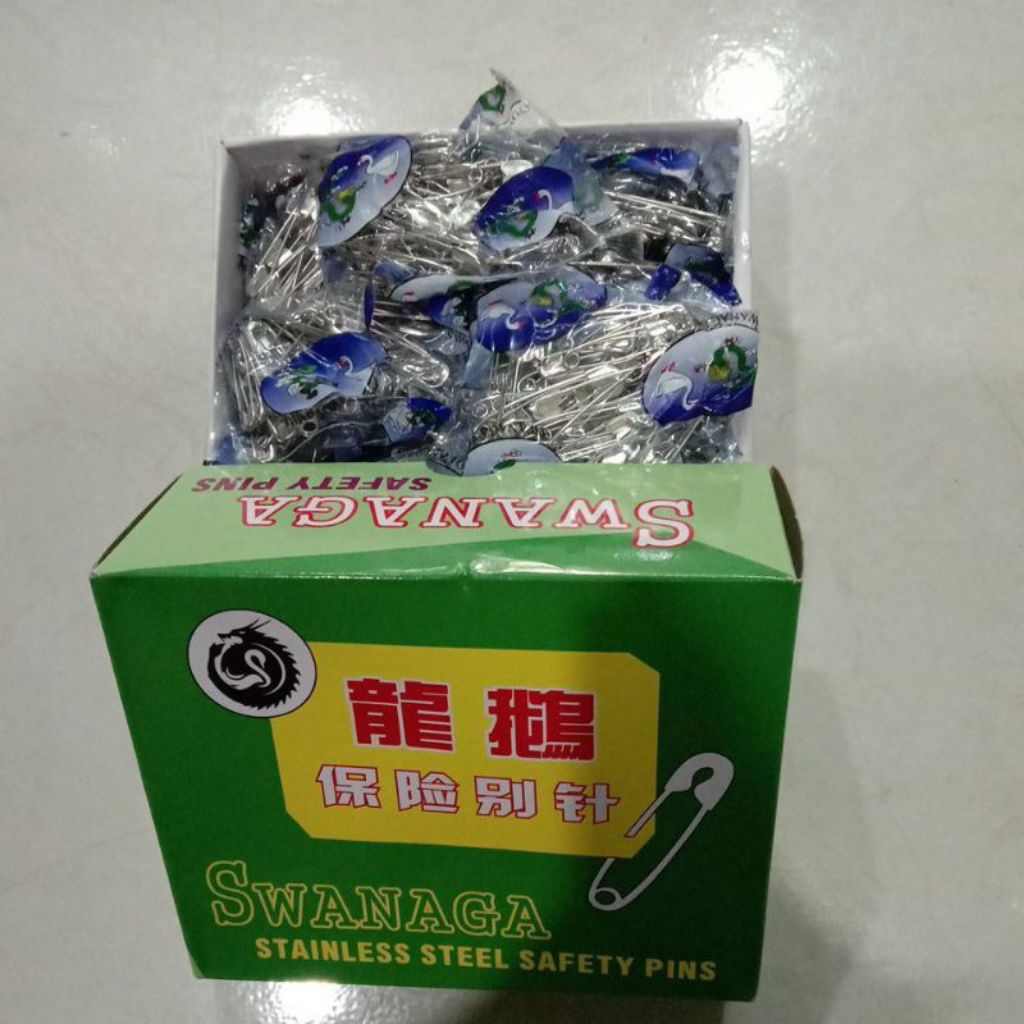 SWANAGA
SAFETY PINS
龍鵝
保险别针
SWANAGA
STAINLESS STEEL SAFETY PINS